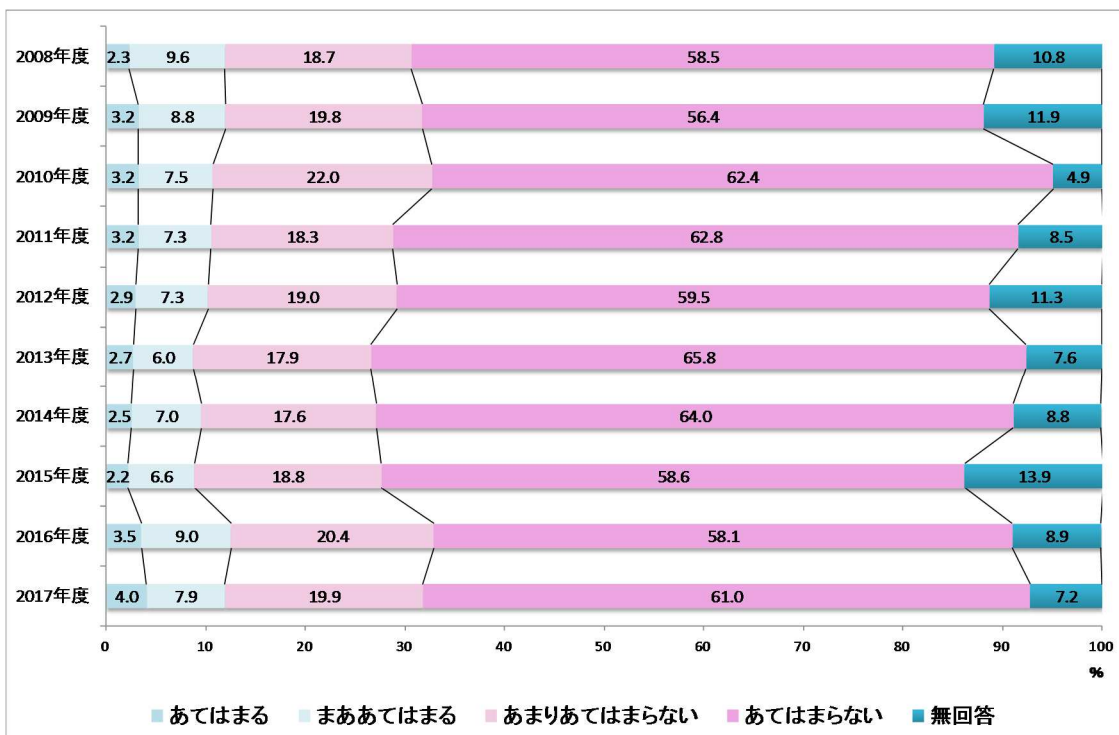 2008年度 2.3 9.6 18.7 58.5 10.8
2009年度 3.2 8.8 19.8 56.4 11.9
2010年度 3.2 7.5 22.0 62.4 4.9
2011年度 3.2 7.3 18.3 62.8 8.5
2012年度 2.9 7.3 19.0 59.5 11.3
2013年度 2.7 6.0 17.9 65.8 7.6
2014年度 2.5 7.0 17.6 64.0 8.8
2015年度 2.2 6.6 18.8 58.6 13.9
2016年度 3.5 9.0 20.4 58.1 8.9
2017年度 4.0 7.9 19.9 61.0 7.2
0 10 20 30 40 50 60 70 80 90 100
%
あてはまる まああてはまる あまりあてはまらない あてはまらない 無回答